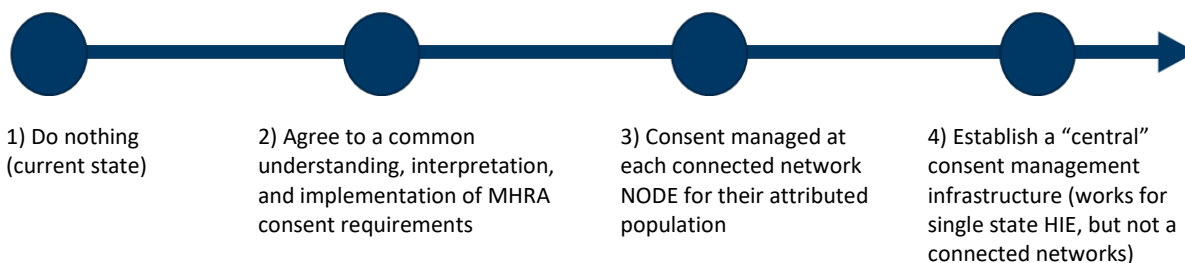 1) Do nothing
(current state)
2) Agree to a common
understanding, interpretation,
and implementation of MHRA
consent requirements
3) Consent managed at
each connected network
NODE for their attributed
population
4) Establish a “central”
consent management
infrastructure (works for
single state HIE, but not a
connected networks)